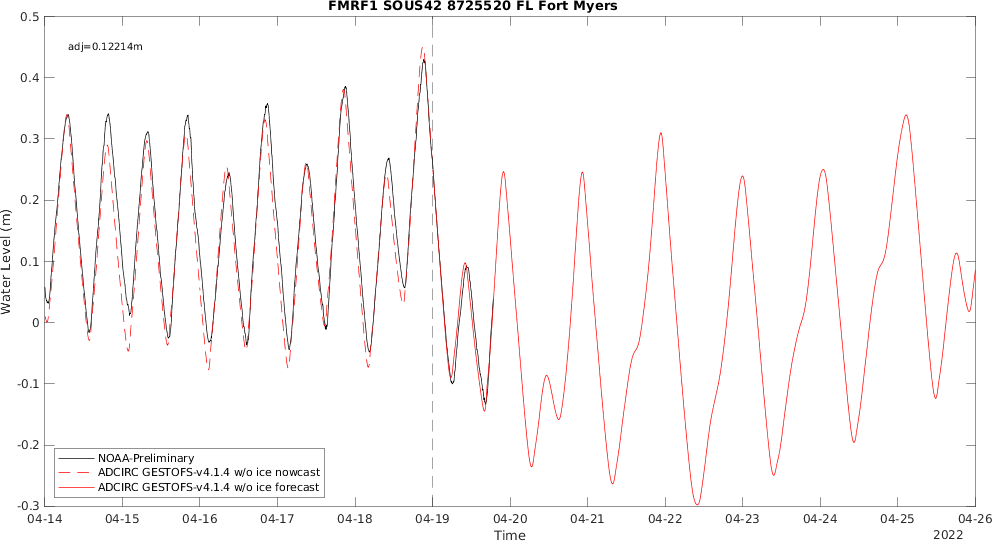 FMRF1 SOUS42 8725520 FL Fort Myers
0.5
adj=0.12214m
0.4
0.3
0.2
0.1
0
-0.1
-0.2
-0.3
Water Level (m)
NOAA-Preliminary
ADCIRC GESTOFS-v4.1.4 w/o ice nowcast
ADCIRC GESTOFS-v4.1.4 w/o ice forecast
04-14 04-15 04-16 04-17 04-18 04-19 04-20 04-21 04-22 04-23 04-24 04-25 04-26
Time
2022